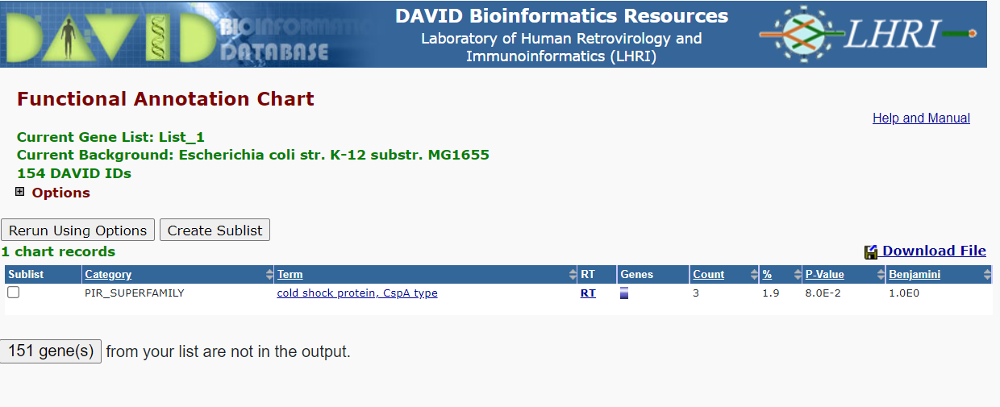 DAVID BIOINFORMATICS DATABASE
DAVID Bioinformatics Resources
Laboratory of Human Retrovirology and
Immunoinformatics (LHRI)
LHRI
Functional Annotation Chart
Help and Manual
Current Gene List: List_1
Current Background: Escherichia coli str. K-12 substr. MG1655
154 DAVID IDs
Options
Rerun Using Options Create Sublist
1 chart records Download File
Sublist Category Term RT Genes Count % P-Value Benjamini
PIR_SUPERFAMILY cold shock protein, CspA type RT 3 1.9 8.0E-2 1.0E0
151 gene(s) from your list are not in the output.